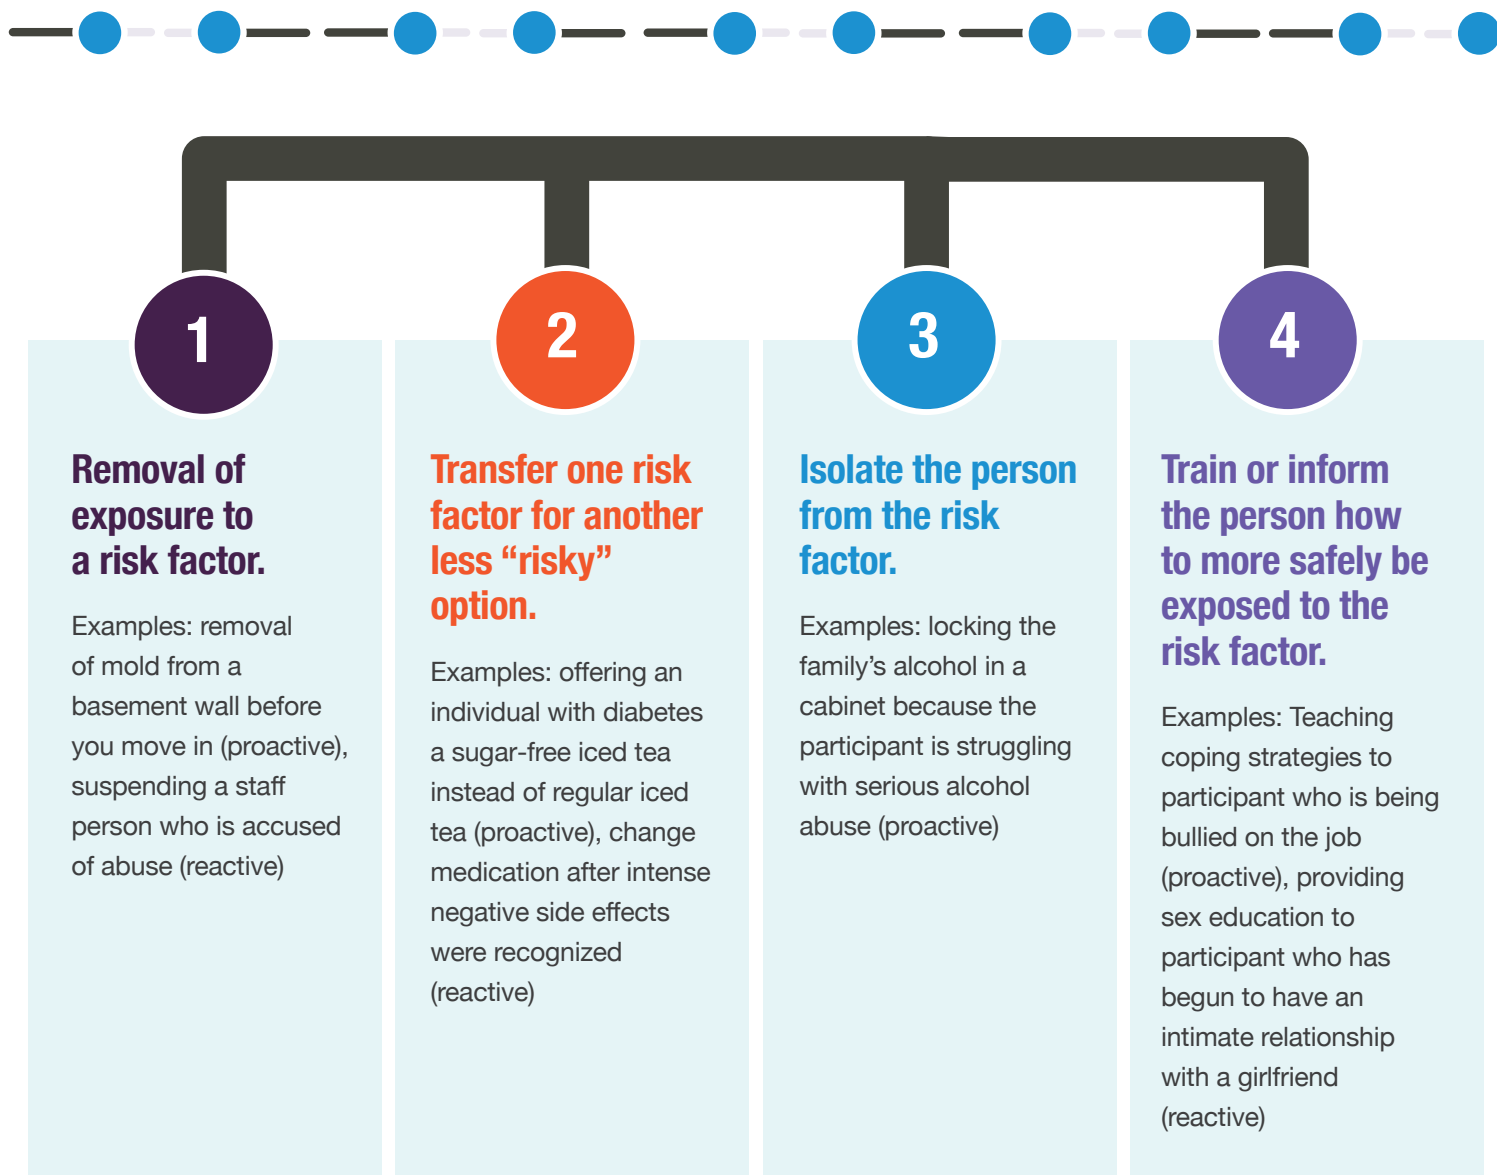 1
Removal of
exposure to
a risk factor.
Examples: removal
of mold from a
basement wall before
you move in (proactive),
suspending a staff
person who is accused
of abuse (reactive)
2
Transfer one risk
factor for another
less “risky”
option.
Examples: offering an
individual with diabetes
a sugar-free iced tea
instead of regular iced
tea (proactive), change
medication after intense
negative side effects
were recognized
(reactive)
3
Isolate the person
from the risk
factor.
Examples: locking the
family’s alcohol in a
cabinet because the
participant is struggling
with serious alcohol
abuse (proactive)
4
Train or inform
the person how
to more safely be
exposed to the
risk factor.
Examples: Teaching
coping strategies to
participant who is being
bullied on the job
(proactive), providing
sex education to
participant who has
begun to have an
intimate relationship
with a girlfriend
(reactive)